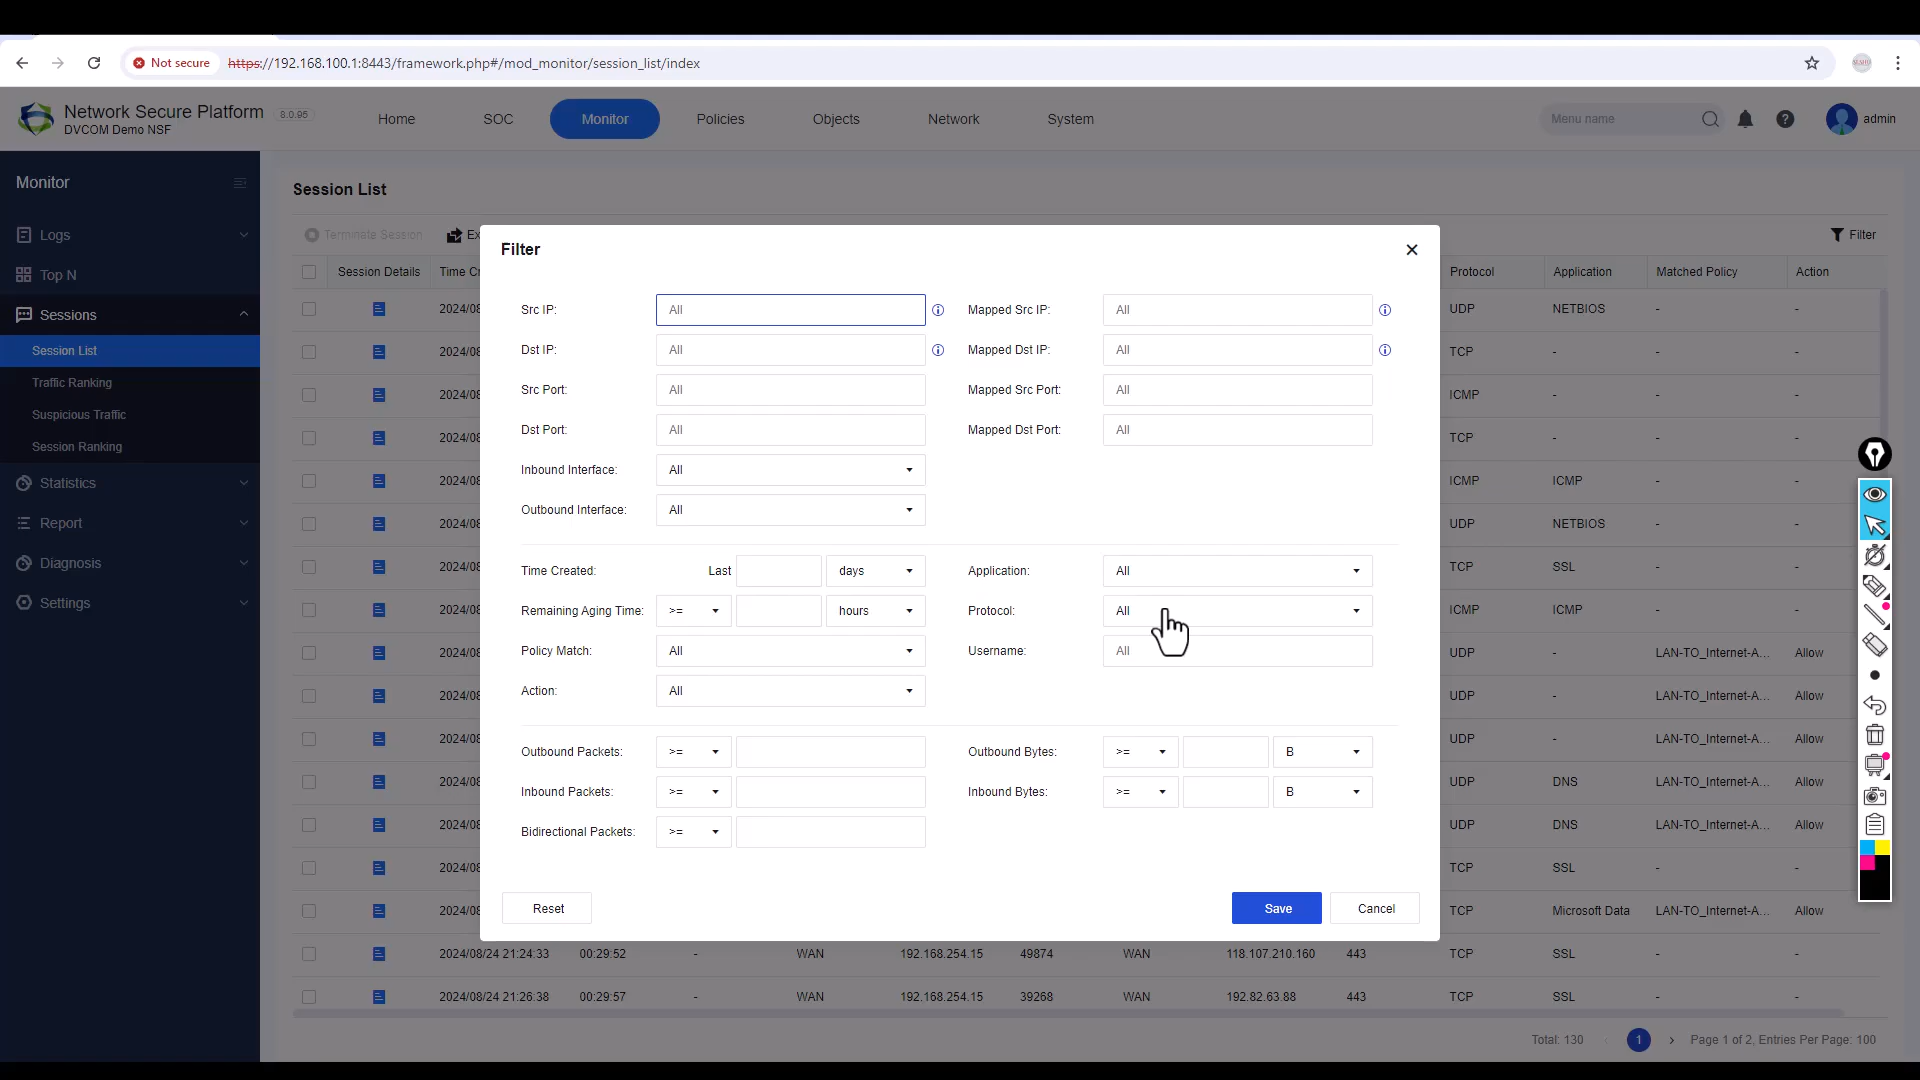 Not secure https://192.168.100.1:8443/framework.php#/mod_monitor/session_list/index
Network Secure Platform 8.0.95
DVCOM Demo NSF
Home SOC Monitor Policies Objects Network System
Menu name
admin
Monitor
Logs
Top N
Sessions
Session List
Traffic Ranking
Suspicious Traffic
Session Ranking
Statistics
Report
Diagnosis
Settings
Session List
Terminate Session Ex Filter
Session Details Time Cr Protocol Application Matched Policy Action
2024/08 UDP NETBIOS - -
2024/08 TCP - - -
2024/08 ICMP - - -
2024/08 TCP - - -
2024/08 ICMP ICMP - -
2024/08 UDP NETBIOS - -
2024/08 TCP SSL - -
2024/08 ICMP ICMP - -
2024/08 UDP - LAN-TO_Internet-A... Allow
2024/08 UDP - LAN-TO_Internet-A... Allow
2024/08 UDP - LAN-TO_Internet-A... Allow
2024/08 UDP DNS LAN-TO_Internet-A... Allow
2024/08 UDP DNS LAN-TO_Internet-A... Allow
2024/08 TCP SSL - -
2024/08 TCP Microsoft Data LAN-TO_Internet-A... Allow
2024/08/24 21:24:33 00:29:52 - WAN 192.168.254.15 49874 WAN 118.107.210.160 443 TCP SSL - -
2024/08/24 21:26:38 00:29:57 - WAN 192.168.254.15 39268 WAN 192.82.63.88 443 TCP SSL - -
Total: 130 1 Page 1 of 2, Entries Per Page: 100
Filter
Src IP: All Mapped Src IP: All
Dst IP: All Mapped Dst IP: All
Src Port: All Mapped Src Port: All
Dst Port: All Mapped Dst Port: All
Inbound Interface: All
Outbound Interface: All
Time Created: Last days Application: All
Remaining Aging Time: >= hours Protocol: All
Policy Match: All Username: All
Action: All
Outbound Packets: >= Outbound Bytes: >= B
Inbound Packets: >= Inbound Bytes: >= B
Bidirectional Packets: >=
Reset Save Cancel